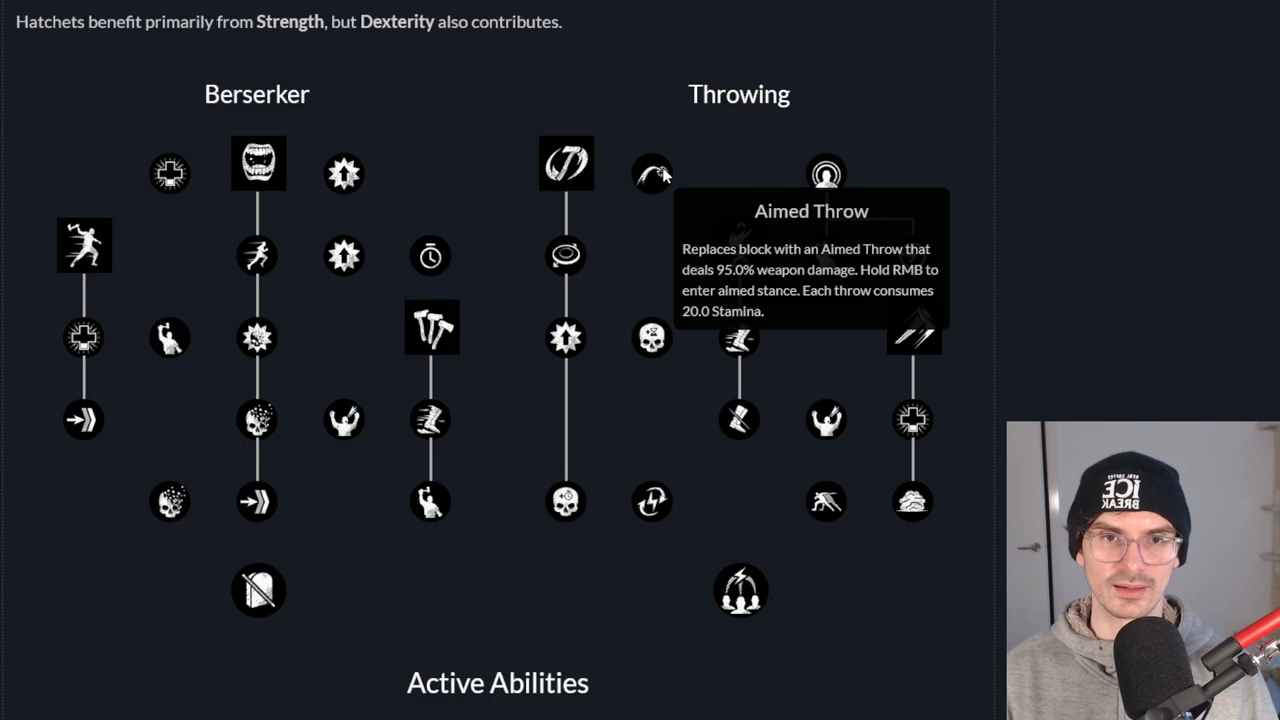 Hatchets benefit primarily from Strength, but Dexterity also contributes.
Berserker
Throwing
Aimed Throw
Replaces block with an Aimed Throw that
deals 95.0% weapon damage. Hold RMB to
enter aimed stance. Each throw consumes
20.0 Stamina.
ICE
BREAK
Active Abilities